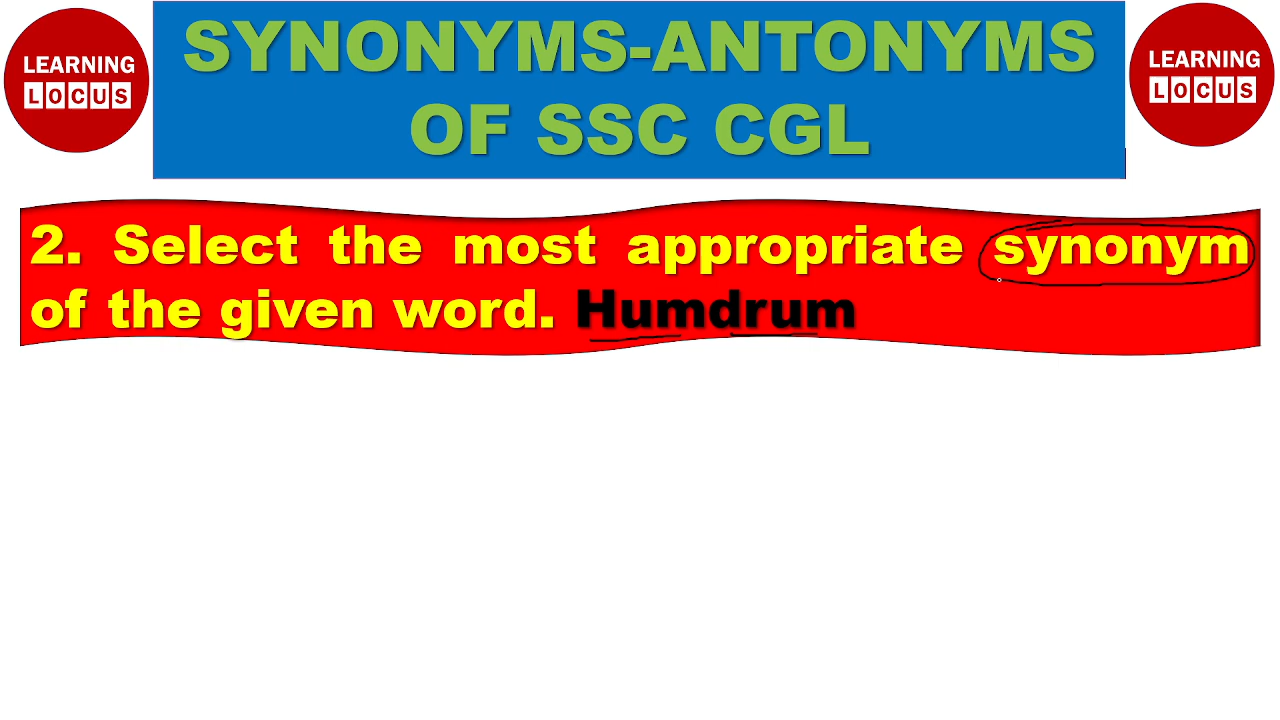 LEARNING
LOCUS
SYNONYMS-ANTONYMS
OF SSC CGL
LEARNING
LOCUS
2. Select the most appropriate synonym
of the given word. Humdrum